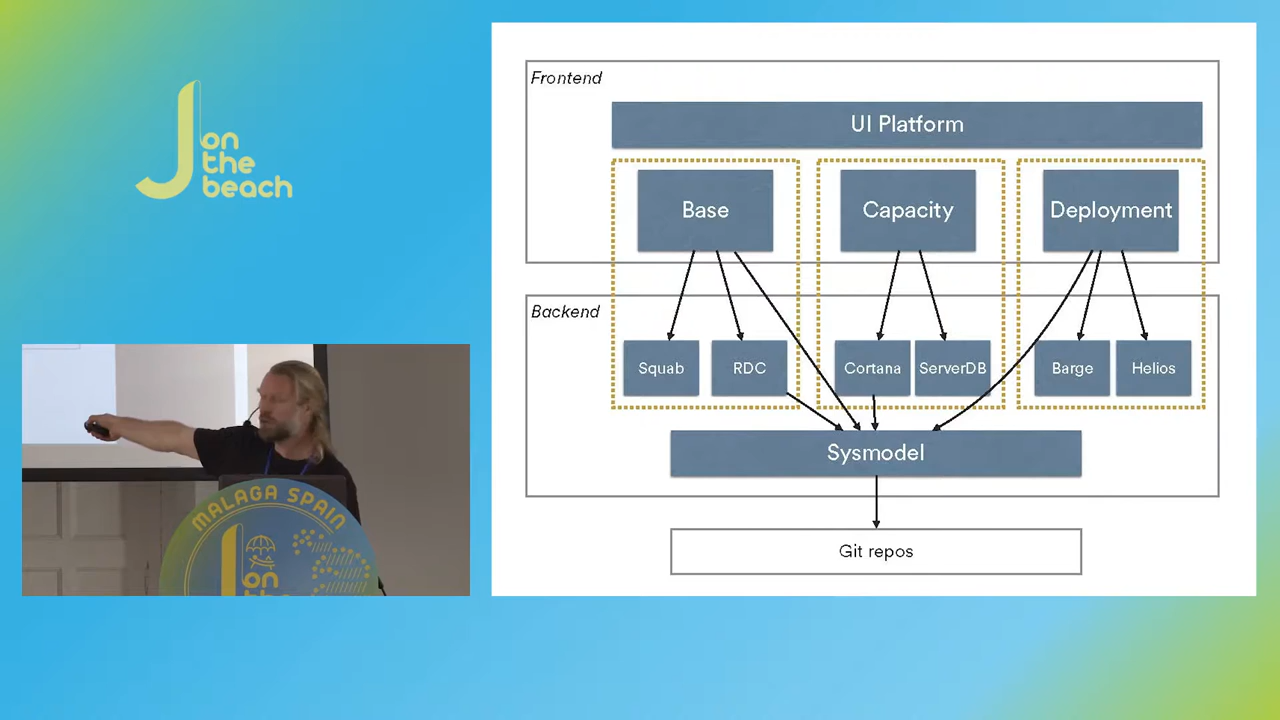 J on
the
beach
Frontend
UI Platform
Base
Capacity
Deployment
Backend
Squab
RDC
Cortana
ServerDB
Barge
Helios
Sysmodel
Git repos
MALAGA SPAIN
J
on